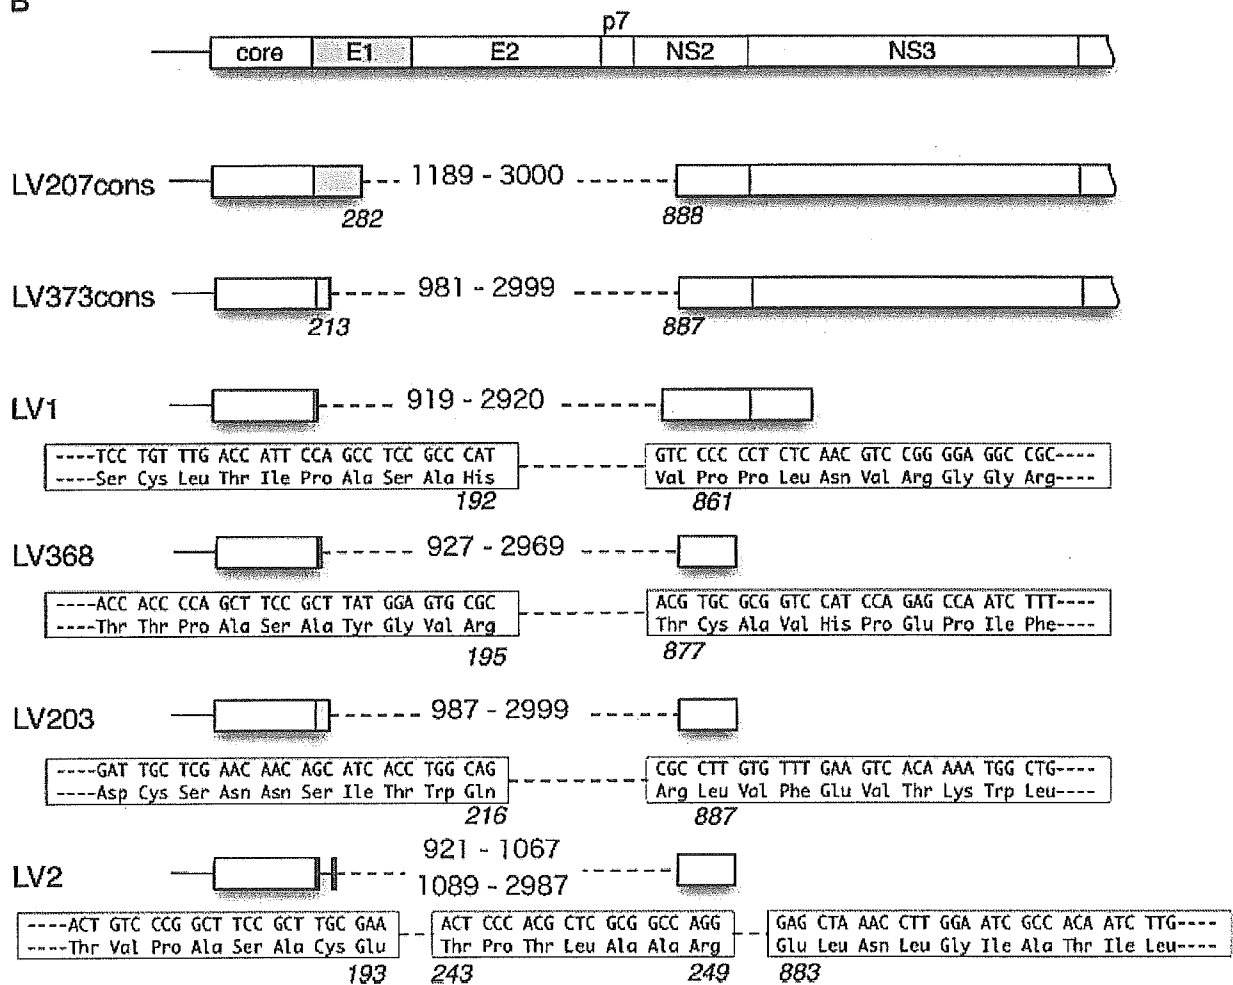 B
p7
core E1 E2 NS2 NS3
LV207cons 1189 - 3000
282 888
LV373cons 981 - 2999
213 887
LV1 919 - 2920
----TCC TGT TTG ACC ATT CCA GCC TCC GCC CAT GTC CCC CCT CTC AAC GTC CGG GGA GGC CGC----
----Ser Cys Leu Thr Ile Pro Ala Ser Ala His Val Pro Pro Leu Asn Val Arg Gly Gly Arg----
192 861
LV368 927 - 2969
----ACC ACC CCA GCT TCC GCT TAT GGA GTG CGC ACG TGC GCG GTC CAT CCA GAG CCA ATC TTT----
----Thr Thr Pro Ala Ser Ala Tyr Gly Val Arg Thr Cys Ala Val His Pro Glu Pro Ile Phe----
195 877
LV203 987 - 2999
----GAT TGC TCG AAC AAC AGC ATC ACC TGG CAG CGC CTT GTG TTT GAA GTC ACA AAA TGG CTG----
----Asp Cys Ser Asn Asn Ser Ile Thr Trp Gln Arg Leu Val Phe Glu Val Thr Lys Trp Leu----
216 887
921 - 1067
LV2 1089 - 2987
----ACT GTC CCG GCT TCC GCT TGC GAA ACT CCC ACG CTC GCG GCC AGG GAG CTA AAC CTT GGA ATC GCC ACA ATC TTG----
----Thr Val Pro Ala Ser Ala Cys Glu Thr Pro Thr Leu Ala Ala Arg Glu Leu Asn Leu Gly Ile Ala Thr Ile Leu----
193 243 249 883